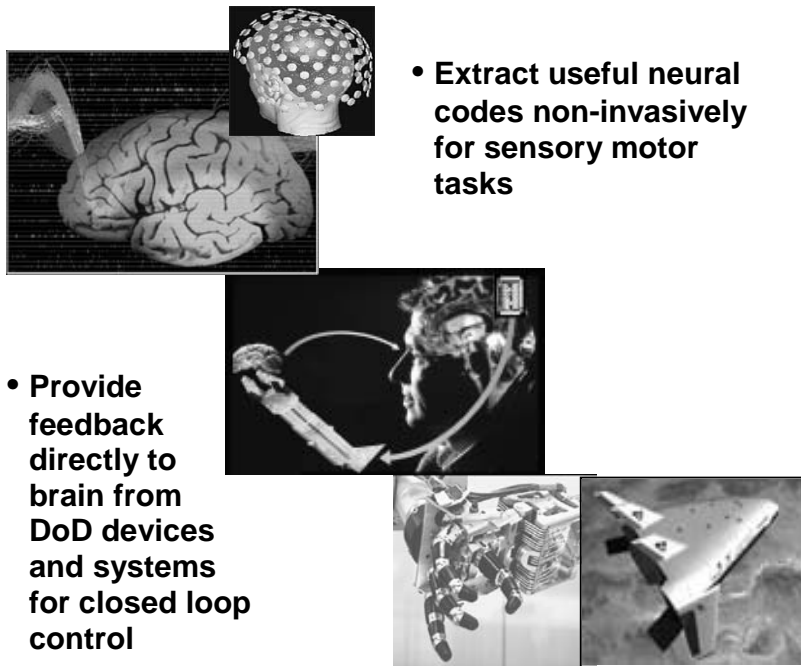 • Extract useful neural
codes non-invasively
for sensory motor
tasks
• Provide
feedback
directly to
brain from
DoD devices
and systems
for closed loop
control